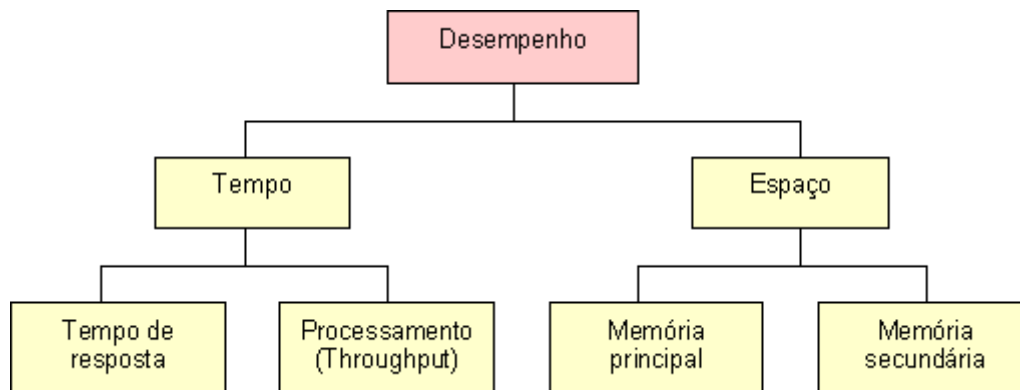 Desempenho
Tempo
Espaço
Tempo de
resposta
Processamento
(Throughput)
Memória
principal
Memória
secundária